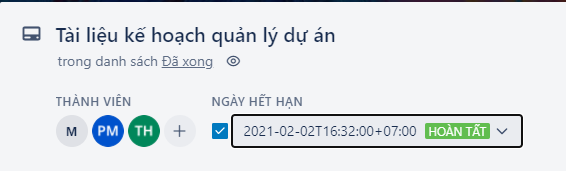 Tài liệu kế hoạch quản lý dự án
trong danh sách Đã xong
THÀNH VIÊN NGÀY HẾT HẠN
M PM TH + 2021-02-02T16:32:00+07:00 HOÀN TẤT